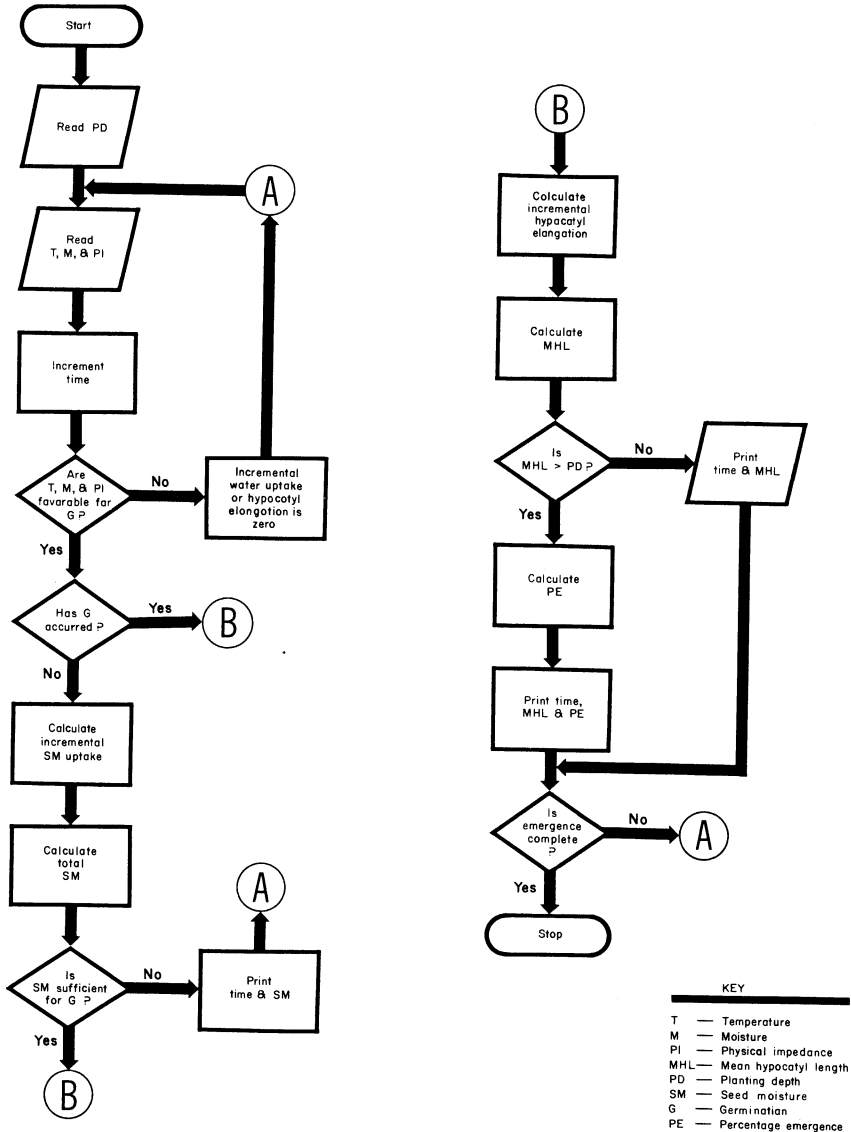 Start
Read PD
A
Read
T, M, & PI
Increment
time
Are
T, M, & PI
favarable far
G ?
No
Incremental
water uptake
or hypocotyl
elongotion is
zero
Yes
Has G
accurred ?
Yes
B
No
Calculate
incremental
SM uptake
Calculate
total
SM
A
Is
SM sufficient
for G ?
No
Print
time & SM
Yes
B
B
Colculate
incremental
hypacatyl
elangation
Calculate
MHL
Is
MHL > PD ?
No
Print
time & MHL
Yes
Calculate
PE
Print time,
MHL & PE
Is
emergence
complete
?
No
A
Yes
Stop
KEY
T — Temperature
M — Moisture
PI — Physical impedance
MHL — Mean hypocatyl length
PD — Planting depth
SM — Seed moisture
G — Germinatian
PE — Percentage emergence